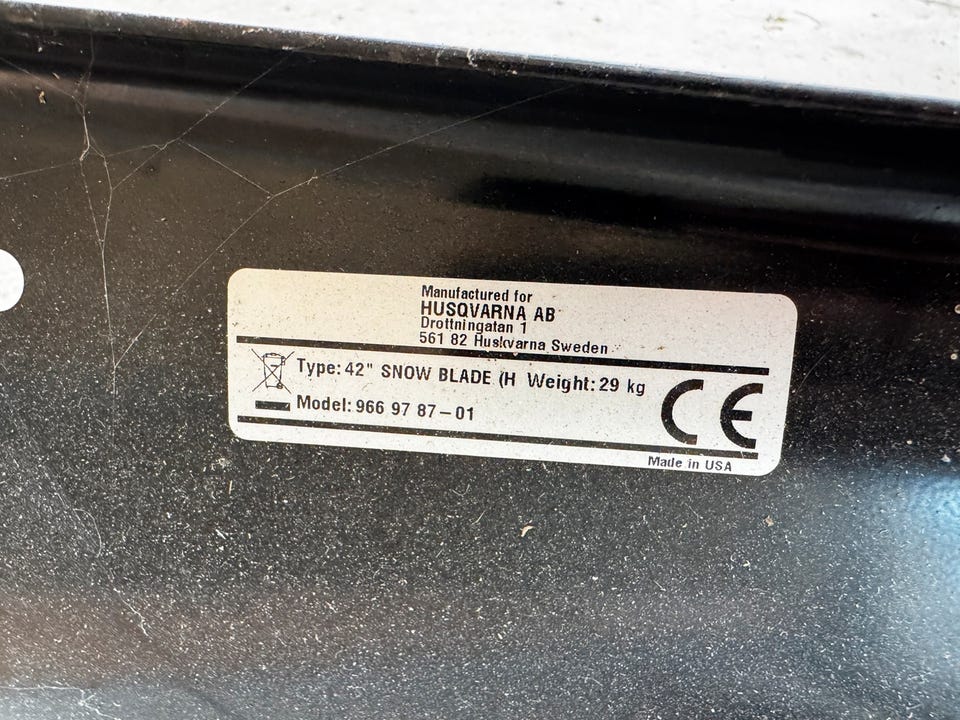 Manufactured for
HUSQVARNA AB
Drottningatan 1
561 82 Huskvarna Sweden
Type: 42" SNOW BLADE (H Weight: 29 kg
Model: 966 97 87-01
CE
Made in USA